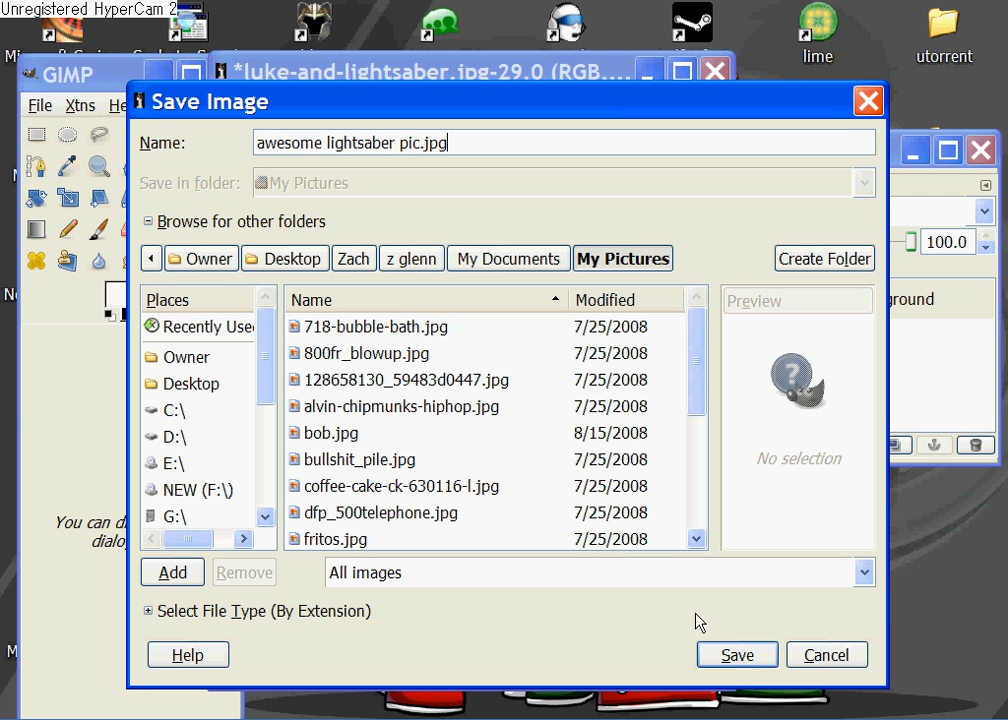 Unregistered HyperCam 2
lime
utorrent
GIMP
*luke-and-lightsaber.jpg-29.0 (RGB,...
File Xtns He
Save Image
Name: awesome lightsaber pic.jpg
Save in folder: My Pictures
Browse for other folders
Owner Desktop Zach z glenn My Documents My Pictures Create Folder
Places Name Modified Preview
Recently Use
Owner
Desktop
C:\
D:\
E:\
NEW (F:\)
G:\
718-bubble-bath.jpg 7/25/2008
800fr_blowup.jpg 7/25/2008
128658130_59483d0447.jpg 7/25/2008
alvin-chipmunks-hiphop.jpg 7/25/2008
bob.jpg 8/15/2008
bullshit_pile.jpg 7/25/2008
coffee-cake-ck-630116-l.jpg 7/25/2008
dfp_500telephone.jpg 7/25/2008
fritos.jpg 7/25/2008
No selection
100.0
ground
You can d
dialo
Add Remove All images
Select File Type (By Extension)
Help Save Cancel